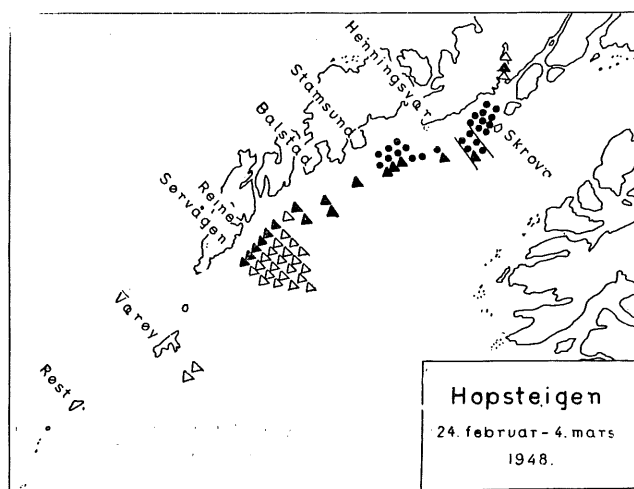 Henningsvær
Stamsund
Balstad
Reine
Sørvågen
Skrova
Værøy
Røst
Hopsteigen
24. februar - 4. mars
1948.